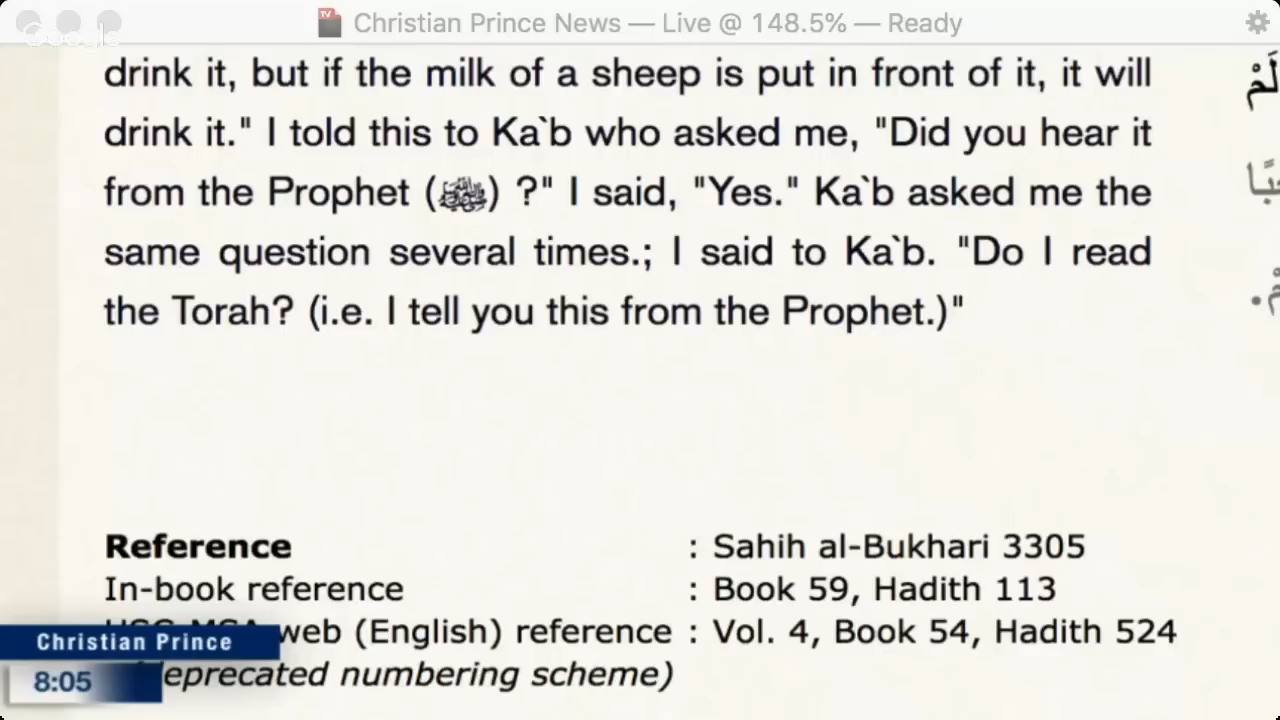 Christian Prince News — Live @ 148.5% — Ready
Google
drink it, but if the milk of a sheep is put in front of it, it will
drink it." I told this to Ka`b who asked me, "Did you hear it
from the Prophet (ﷺ) ?" I said, "Yes." Ka`b asked me the
same question several times.; I said to Ka`b. "Do I read
the Torah? (i.e. I tell you this from the Prophet.)"
لَمْ
Reference : Sahih al-Bukhari 3305
In-book reference : Book 59, Hadith 113
web (English) reference : Vol. 4, Book 54, Hadith 524
deprecated numbering scheme)
Christian Prince
8:05